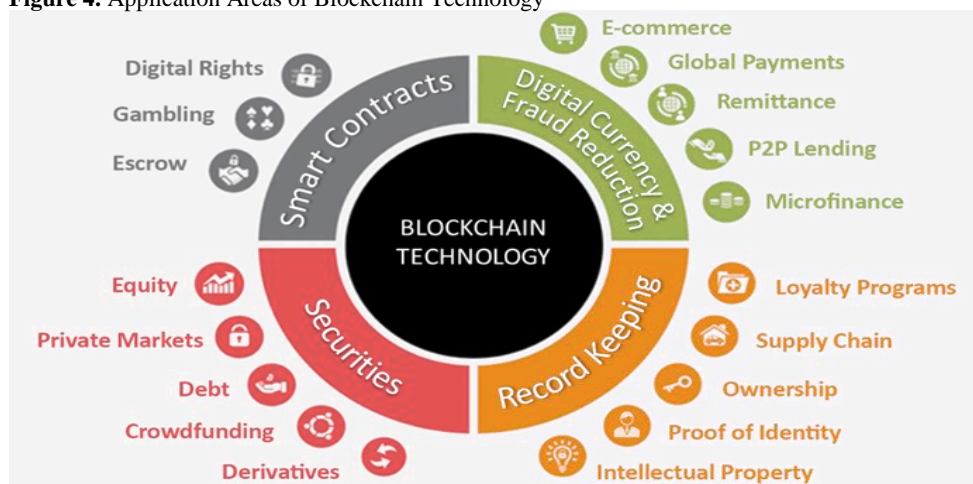 Figure 4. Application Areas of Blockchain Technology
Digital Rights
Gambling
Escrow
Smart Contracts
Digital Currency &
Fraud Reduction
E-commerce
Global Payments
Remittance
P2P Lending
Microfinance
BLOCKCHAIN
TECHNOLOGY
Equity
Private Markets
Debt
Crowdfunding
Derivatives
Securities
Record Keeping
Loyalty Programs
Supply Chain
Ownership
Proof of Identity
Intellectual Property